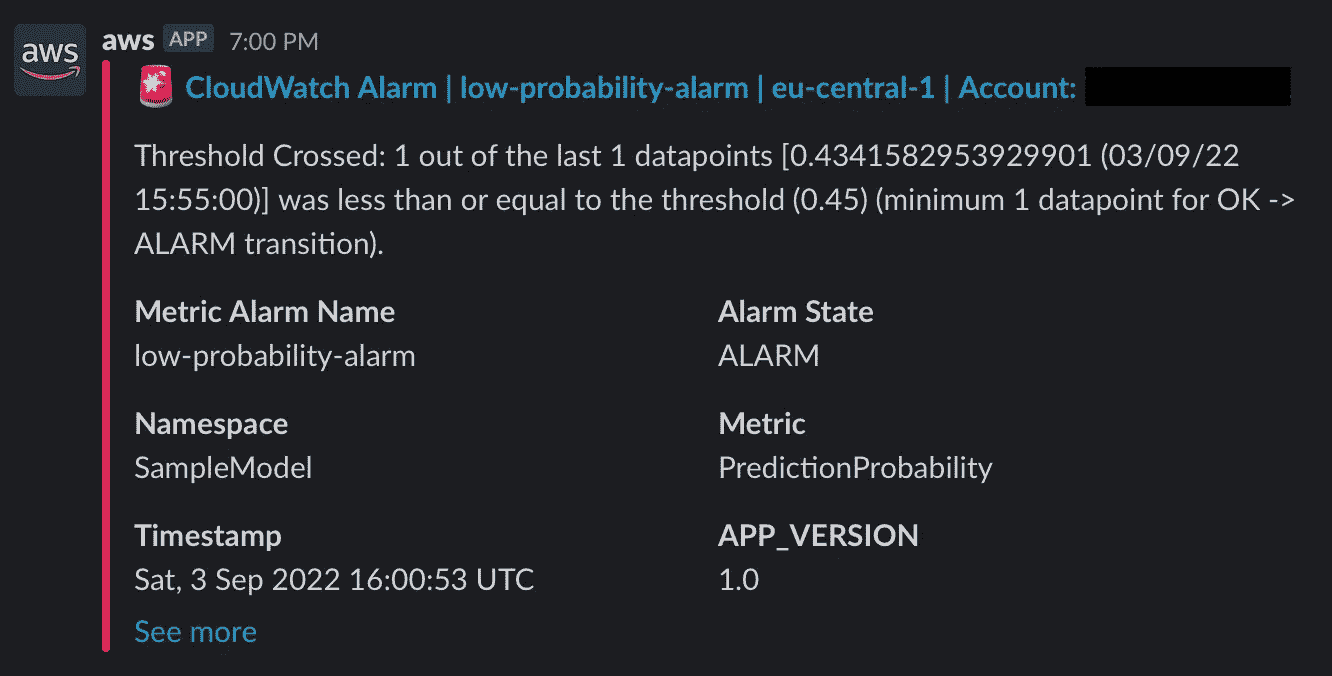 aws
aws APP 7:00 PM
CloudWatch Alarm | low-probability-alarm | eu-central-1 | Account:
Threshold Crossed: 1 out of the last 1 datapoints [0.4341582953929901 (03/09/22
15:55:00)] was less than or equal to the threshold (0.45) (minimum 1 datapoint for OK ->
ALARM transition).
Metric Alarm Name
low-probability-alarm
Alarm State
ALARM
Namespace
SampleModel
Metric
PredictionProbability
Timestamp
Sat, 3 Sep 2022 16:00:53 UTC
APP_VERSION
1.0
See more